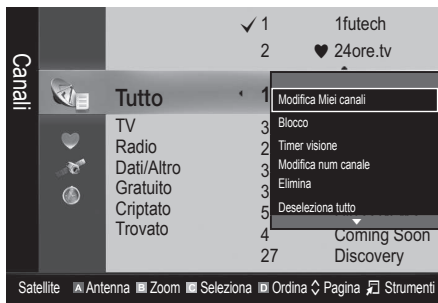 Canali
✓ 1 1futech
2 ♥ 24ore.tv
Tutto
1
TV 3
Radio 2
Dati/Altro 3
Gratuito 3
Criptato 5
Trovato 4 Coming Soon
27 Discovery
Modifica Miei canali
Blocco
Timer visione
Modifica num canale
Elimina
Deseleziona tutto
Satellite A Antenna B Zoom C Seleziona D Ordina Pagina Strumenti